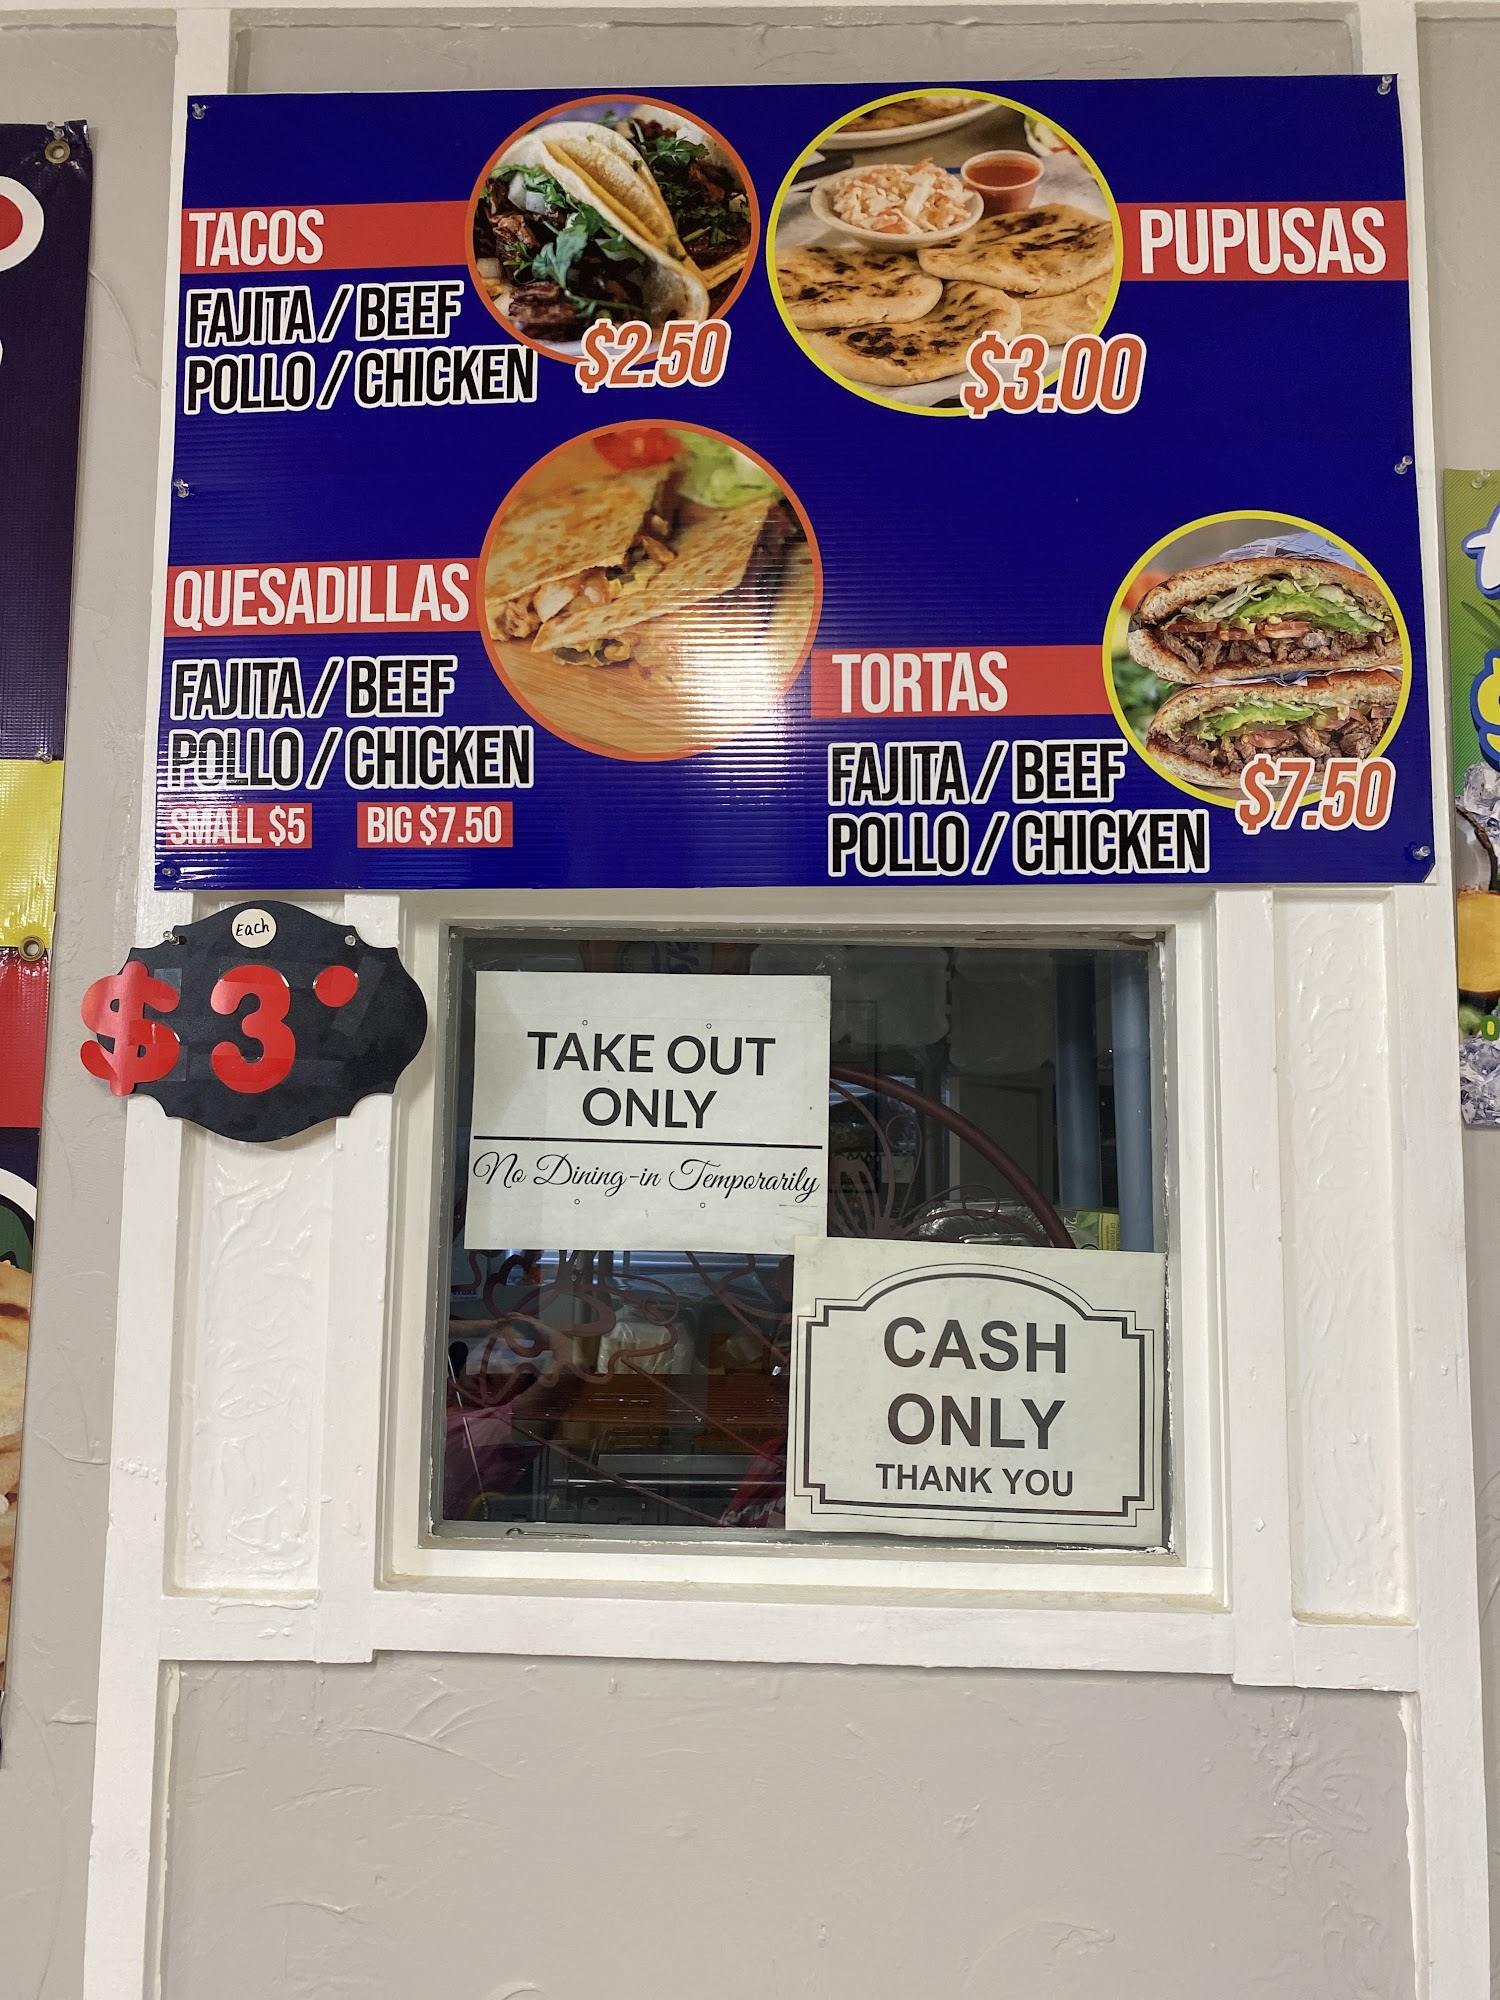 TACOS
FAJITA / BEEF
POLLO / CHICKEN
$2.50
PUPUSAS
$3.00
QUESADILLAS
FAJITA / BEEF
POLLO / CHICKEN
SMALL $5 BIG $7.50
TORTAS
FAJITA / BEEF
POLLO / CHICKEN
$7.50
Each
$3.
TAKE OUT
ONLY
No Dining-in Temporarily
CASH
ONLY
THANK YOU